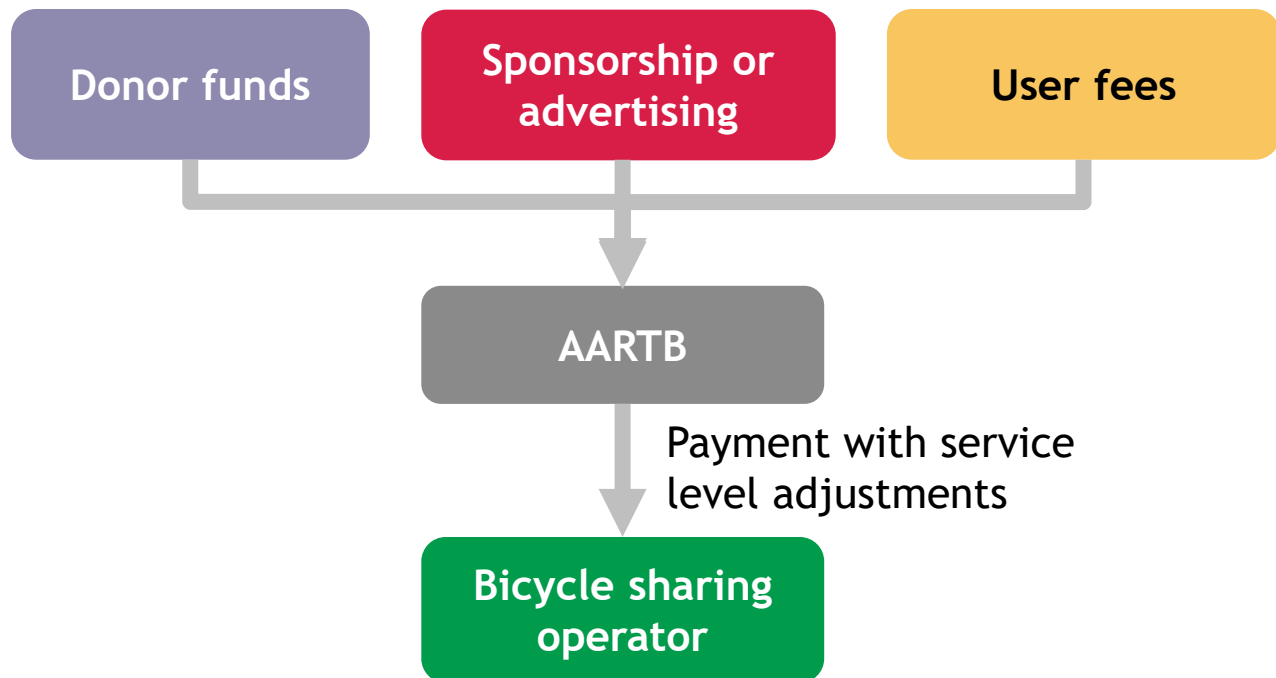 Donor funds
Sponsorship or
advertising
User fees
AARTB
Payment with service
level adjustments
Bicycle sharing
operator